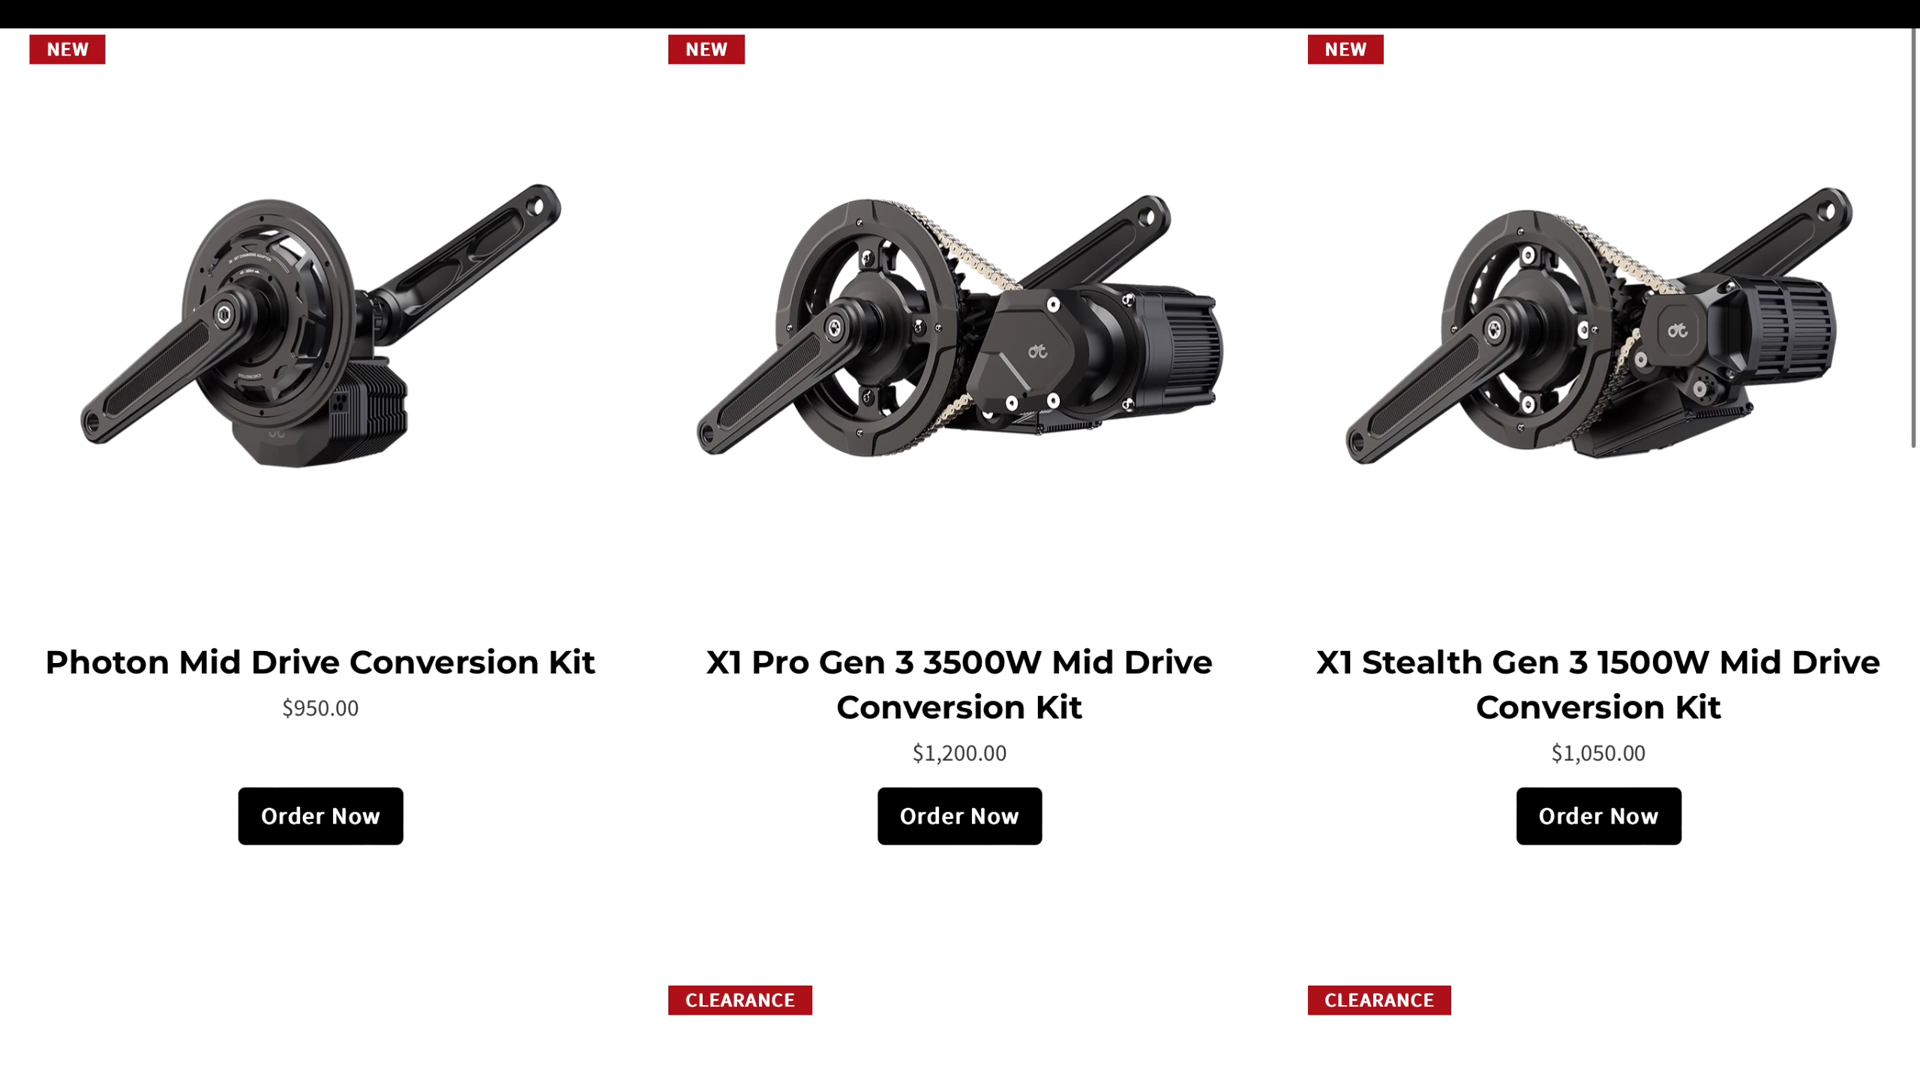 NEW
NEW
NEW
Photon Mid Drive Conversion Kit
$950.00
Order Now
X1 Pro Gen 3 3500W Mid Drive
Conversion Kit
$1,200.00
Order Now
X1 Stealth Gen 3 1500W Mid Drive
Conversion Kit
$1,050.00
Order Now
CLEARANCE
CLEARANCE